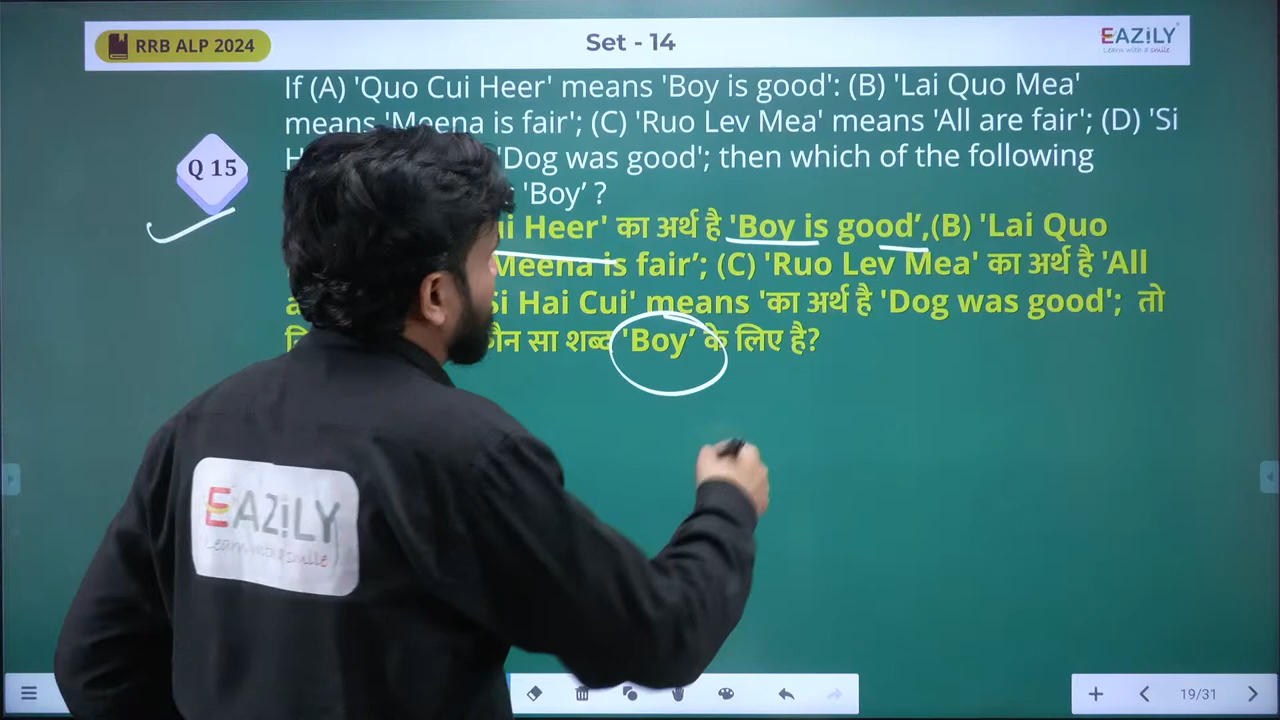 RRB ALP 2024
Set - 14
EAZILY
Learn with a smile
If (A) 'Quo Cui Heer' means 'Boy is good': (B) 'Lai Quo Mea'
means 'Meena is fair'; (C) 'Ruo Lev Mea' means 'All are fair'; (D) 'Si
'Dog was good'; then which of the following
Q 15
'Boy' ?
Heer' का अर्थ है 'Boy is good',(B) 'Lai Quo
Meena is fair'; (C) 'Ruo Lev Mea' का अर्थ है 'All
Si Hai Cui' means 'का अर्थ है 'Dog was good'; तो
सा शब्द 'Boy' के लिए है?
EAZILY
Learn with a smile
19/31